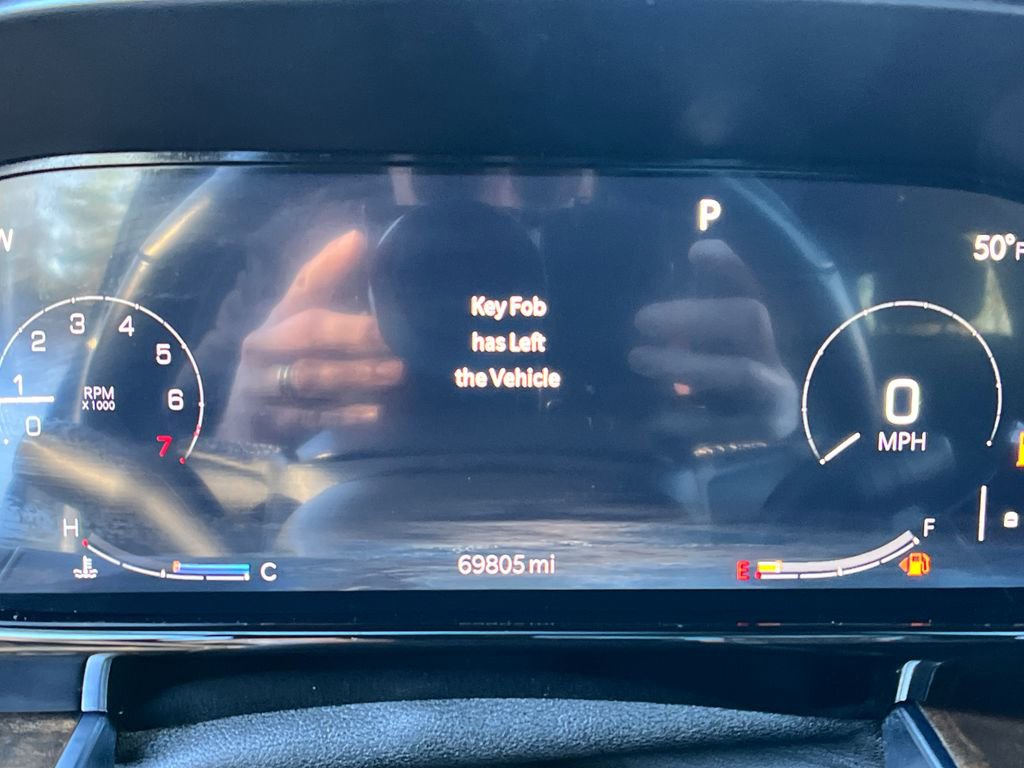 W
P
50°F
Key Fob
has Left
the Vehicle
0
1
2
3
4
5
6
7
RPM
X 1000
0
MPH
H
C
69805 mi
E
F